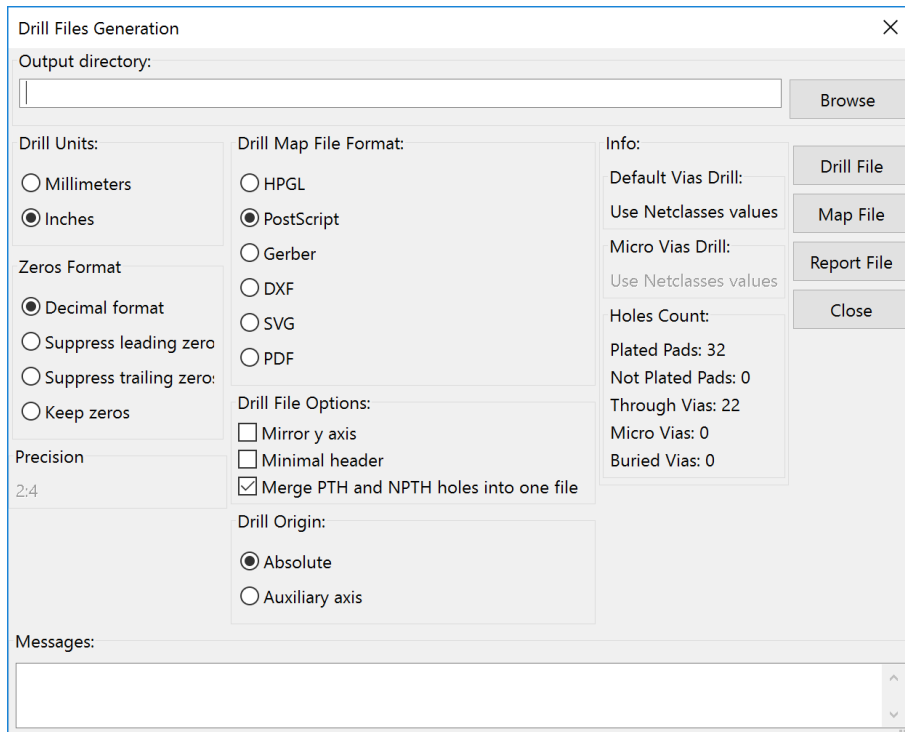 Drill Files Generation
Output directory:
Browse
Drill Units:
Millimeters
Inches
Zeros Format
Decimal format
Suppress leading zero
Suppress trailing zeros
Keep zeros
Precision
2:4
Drill Map File Format:
HPGL
PostScript
Gerber
DXF
SVG
PDF
Drill File Options:
Mirror y axis
Minimal header
Merge PTH and NPTH holes into one file
Drill Origin:
Absolute
Auxiliary axis
Info:
Default Vias Drill:
Use Netclasses values
Micro Vias Drill:
Use Netclasses values
Holes Count:
Plated Pads: 32
Not Plated Pads: 0
Through Vias: 22
Micro Vias: 0
Buried Vias: 0
Drill File
Map File
Report File
Close
Messages: